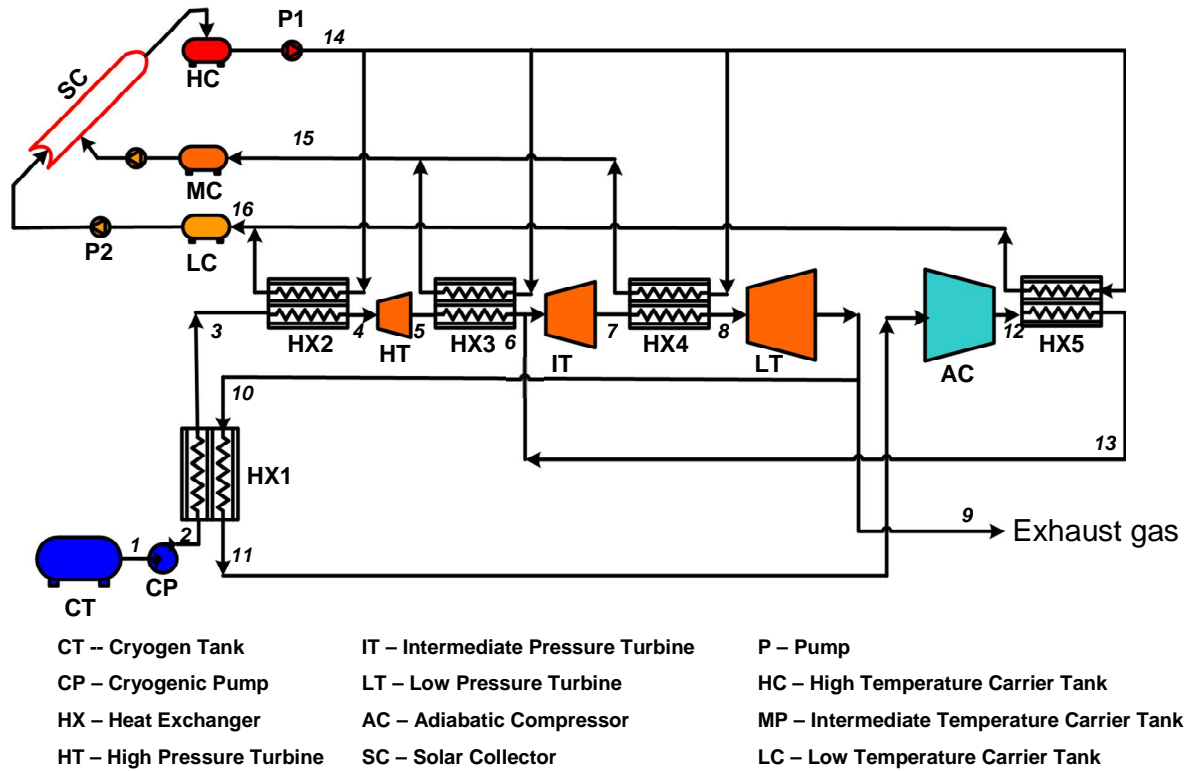 P1
14
HC
SC
15
MC
16
P2
LC
3
HX2
4
HT
5
HX3
6
IT
7
HX4
8
LT
AC
12
HX5
10
13
HX1
9
Exhaust gas
1
2
11
CT
CP
CT -- Cryogen Tank
IT – Intermediate Pressure Turbine
P – Pump
CP – Cryogenic Pump
LT – Low Pressure Turbine
HC – High Temperature Carrier Tank
HX – Heat Exchanger
AC – Adiabatic Compressor
MP – Intermediate Temperature Carrier Tank
HT – High Pressure Turbine
SC – Solar Collector
LC – Low Temperature Carrier Tank